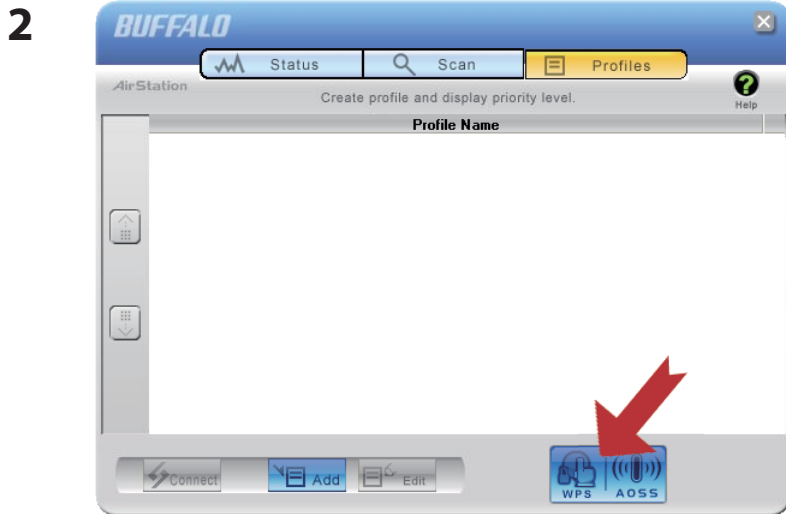 2
BUFFALO
Status
Scan
Profiles
AirStation
Create profile and display priority level.
?
Help
Profile Name
Connect
Add
Edit
WPS
AOSS